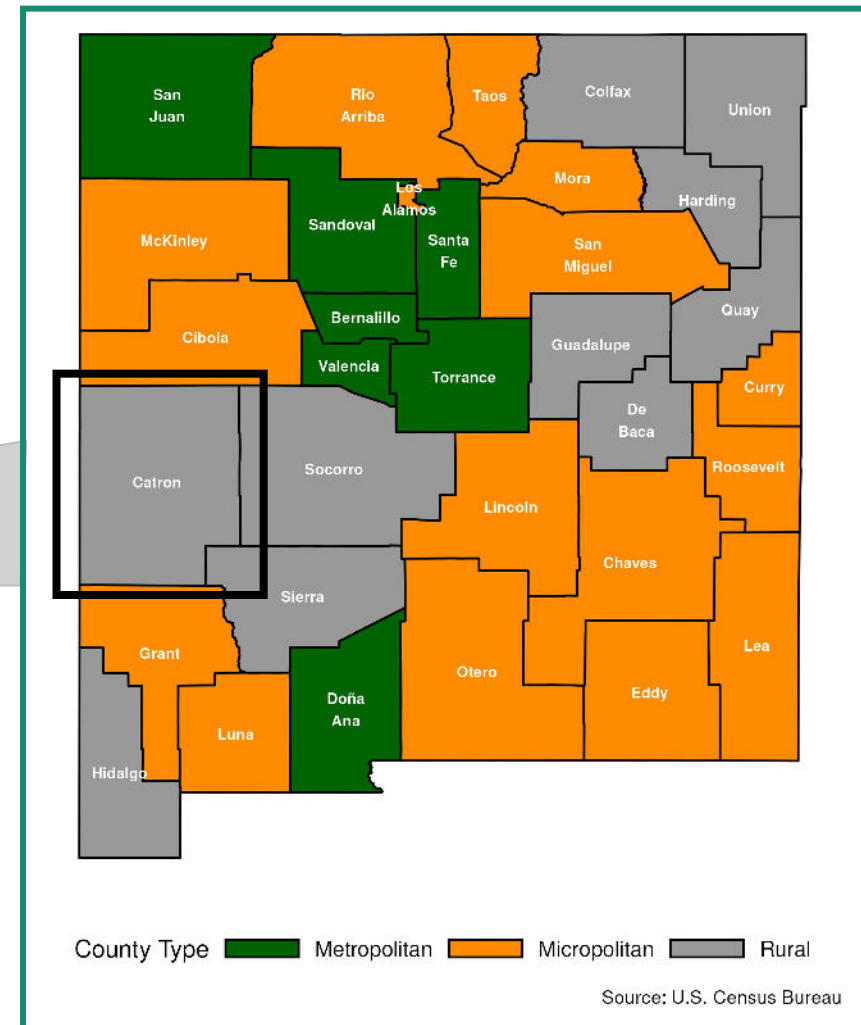 San
Juan
Rio
Arriba
Taos
Colfax
Union
Mora
Harding
Los
Alamos
McKinley
Sandoval
Santa
Fe
San
Miguel
Bernalillo
Quay
Cibola
Guadalupe
Valencia
Torrance
Curry
De
Baca
Roosevelt
Catron
Socorro
Lincoln
Chaves
Sierra
Grant
Lea
Otero
Eddy
Doña
Ana
Luna
Hidalgo
County Type Metropolitan Micropolitan Rural
Source: U.S. Census Bureau